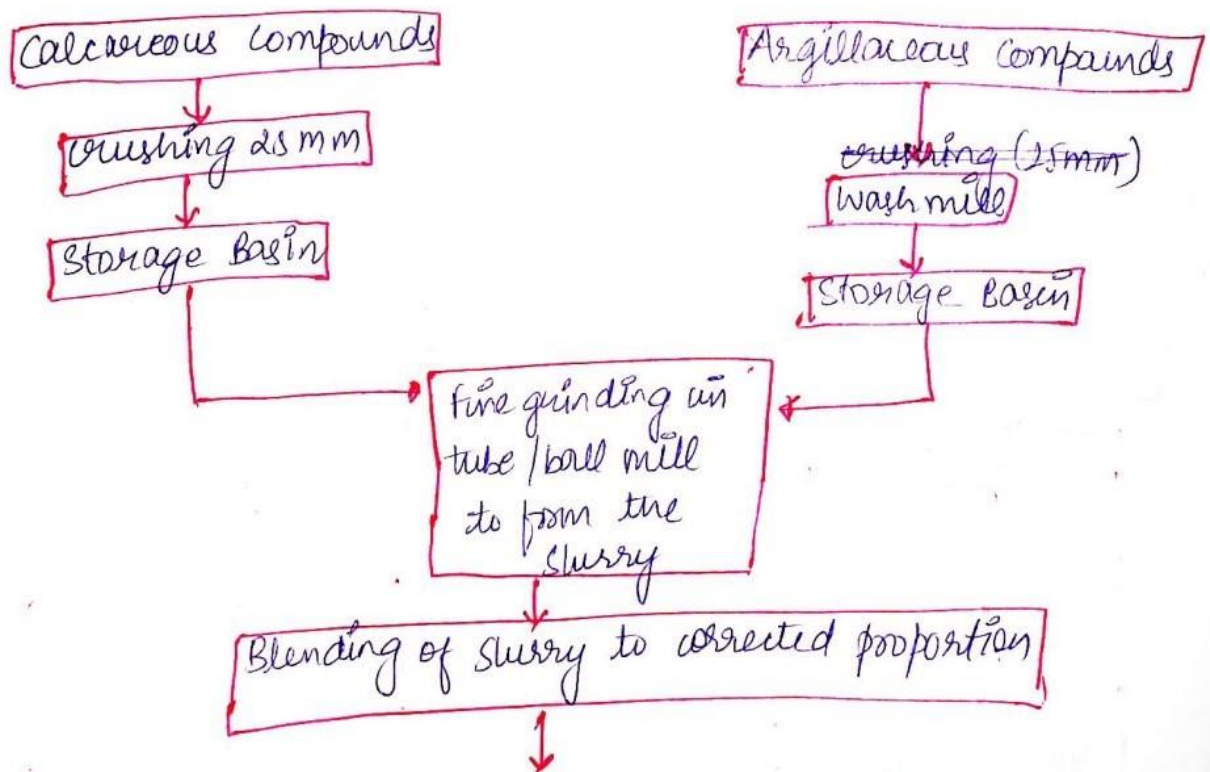 Calcareous Compounds
Argillaceous Compounds
crushing 25 mm
crushing (25mm)
Wash mill
Storage Basin
Storage Basin
fine grinding in
tube/ball mill
to form the
slurry
Blending of slurry to corrected proportion